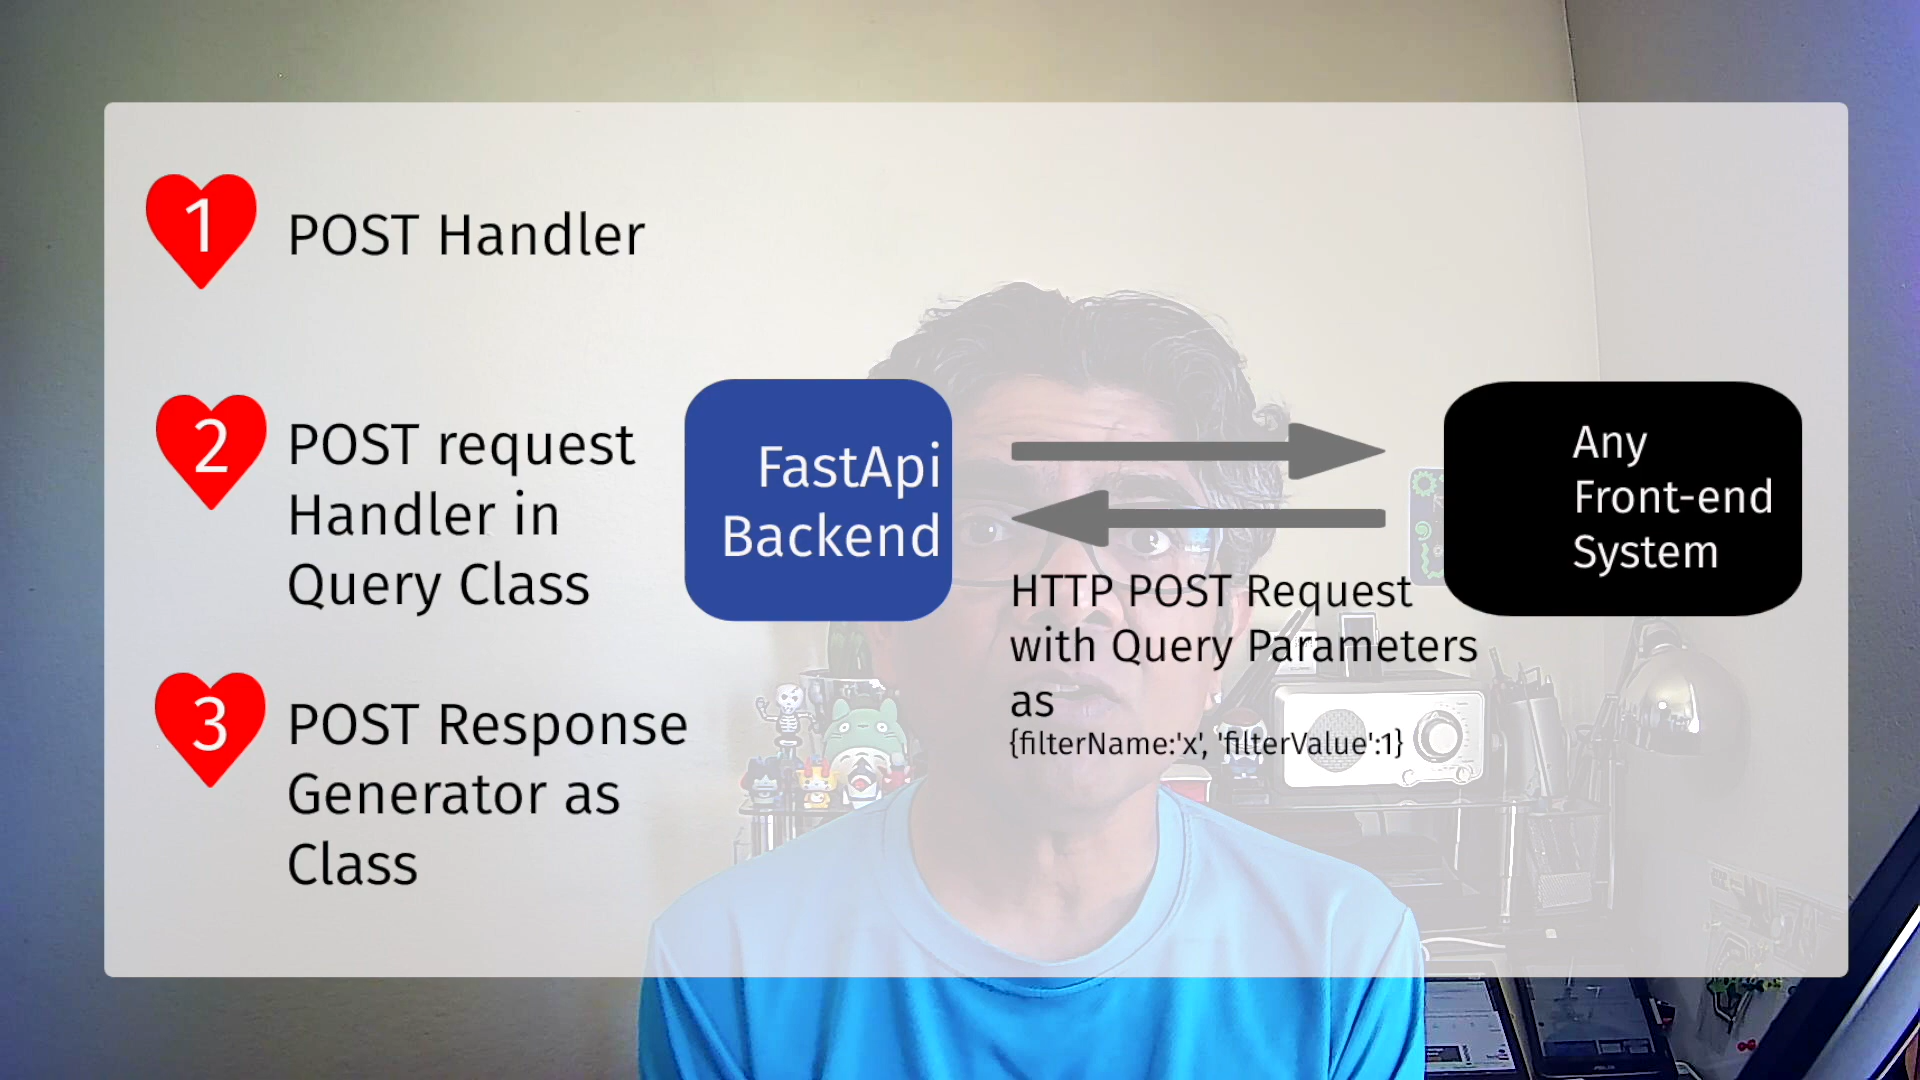 1
POST Handler
2
POST request
Handler in
Query Class
3
POST Response
Generator as
Class
FastApi
Backend
Any
Front-end
System
HTTP POST Request
with Query Parameters
as
{filterName:'x', 'filterValue':1}